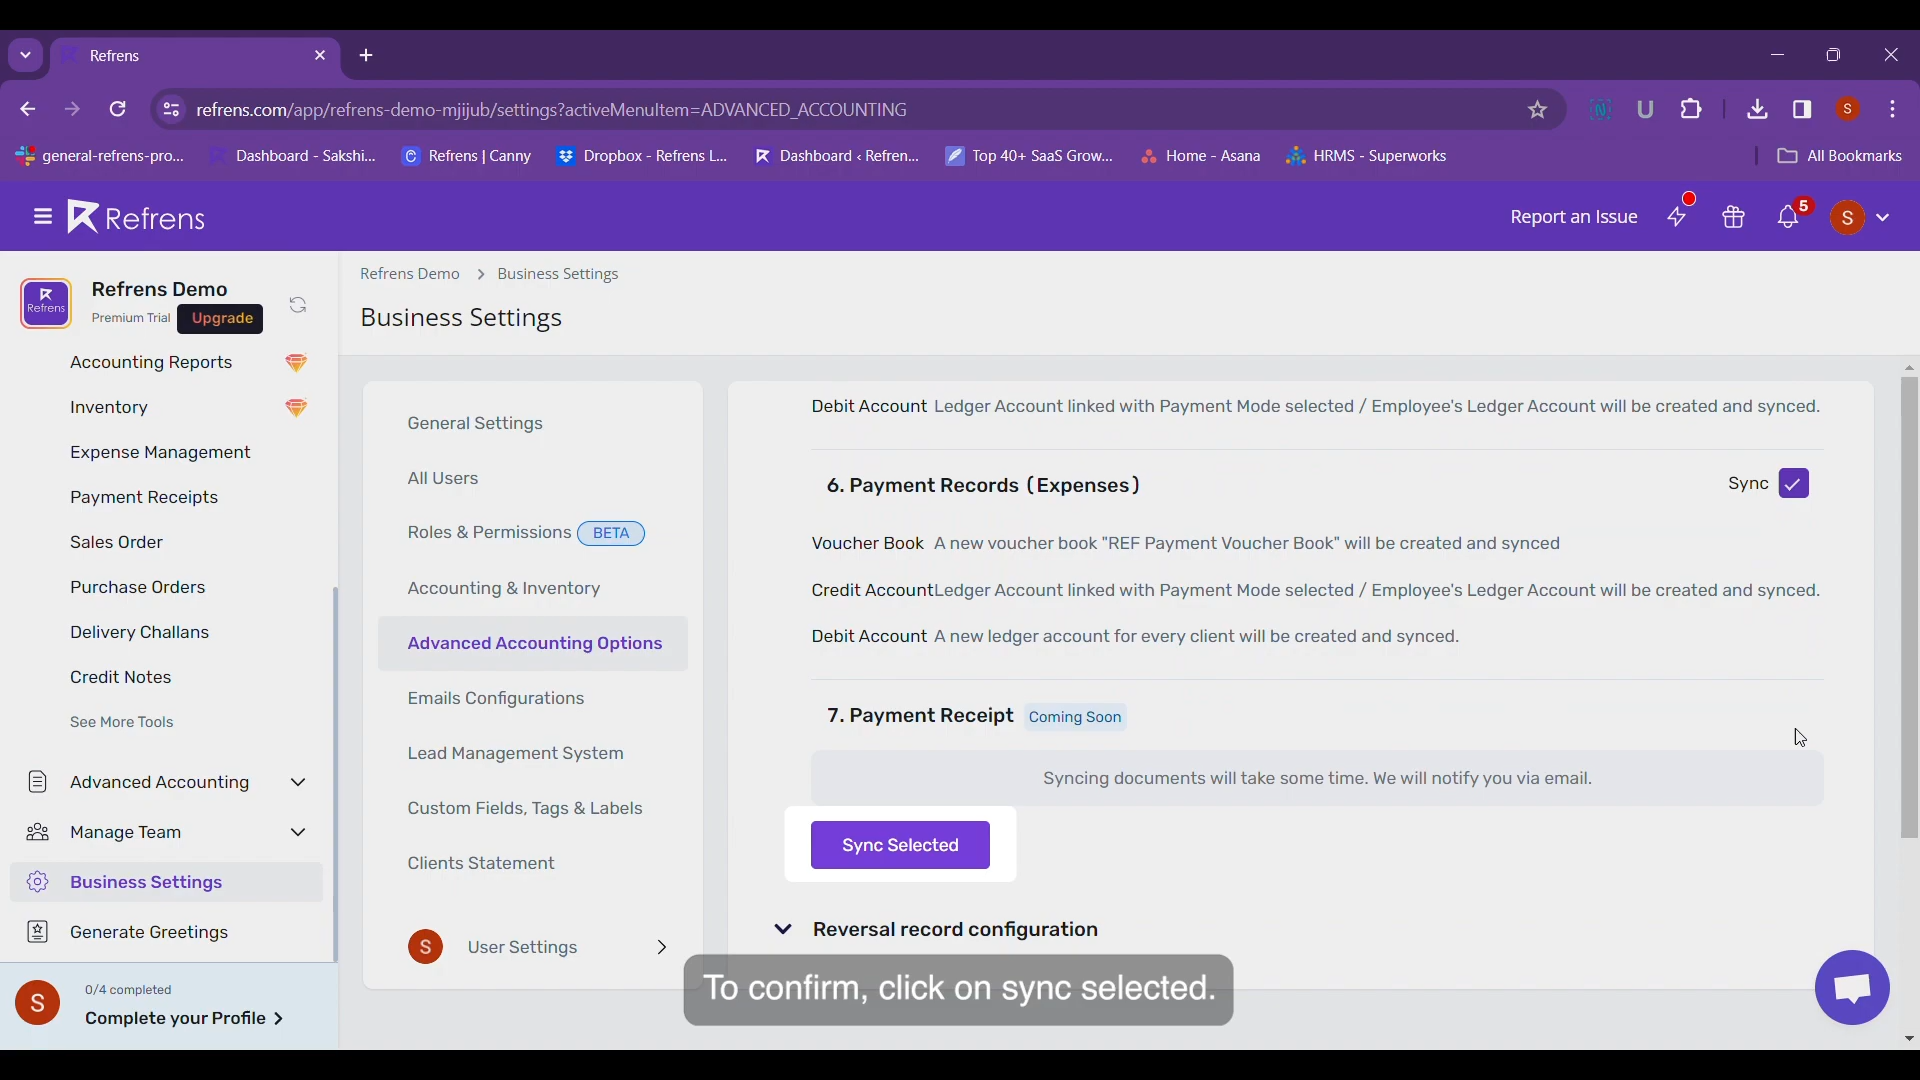 Refrens
refrens.com/app/refrens-demo-mjijub/settings?activeMenuItem=ADVANCED_ACCOUNTING
S
general-refrens-pro...
Dashboard - Sakshi...
Refrens | Canny
Dropbox - Refrens L...
Dashboard ‹ Refren...
Top 40+ SaaS Grow...
Home - Asana
HRMS - Superworks
All Bookmarks
Refrens
Report an Issue
5
S
Refrens
Refrens Demo
Premium Trial
Upgrade
Accounting Reports
Inventory
Expense Management
Payment Receipts
Sales Order
Purchase Orders
Delivery Challans
Credit Notes
See More Tools
Advanced Accounting
Manage Team
Business Settings
Generate Greetings
S
0/4 completed
Complete your Profile >
Refrens Demo > Business Settings
Business Settings
General Settings
All Users
Roles & Permissions BETA
Accounting & Inventory
Advanced Accounting Options
Emails Configurations
Lead Management System
Custom Fields, Tags & Labels
Clients Statement
S User Settings
Debit Account Ledger Account linked with Payment Mode selected / Employee's Ledger Account will be created and synced.
6. Payment Records (Expenses)
Sync
Voucher Book A new voucher book "REF Payment Voucher Book" will be created and synced
Credit Account Ledger Account linked with Payment Mode selected / Employee's Ledger Account will be created and synced.
Debit Account A new ledger account for every client will be created and synced.
7. Payment Receipt Coming Soon
Syncing documents will take some time. We will notify you via email.
Sync Selected
Reversal record configuration
To confirm, click on sync selected.